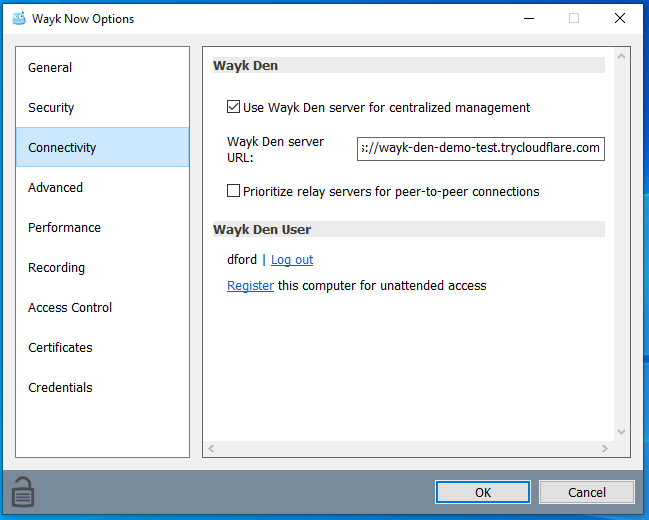 Wayk Now Options
General
Security
Connectivity
Advanced
Performance
Recording
Access Control
Certificates
Credentials
Wayk Den
Use Wayk Den server for centralized management
Wayk Den server
URL:
://wayk-den-demo-test.trycloudflare.com
Prioritize relay servers for peer-to-peer connections
Wayk Den User
dford | Log out
Register this computer for unattended access
OK
Cancel